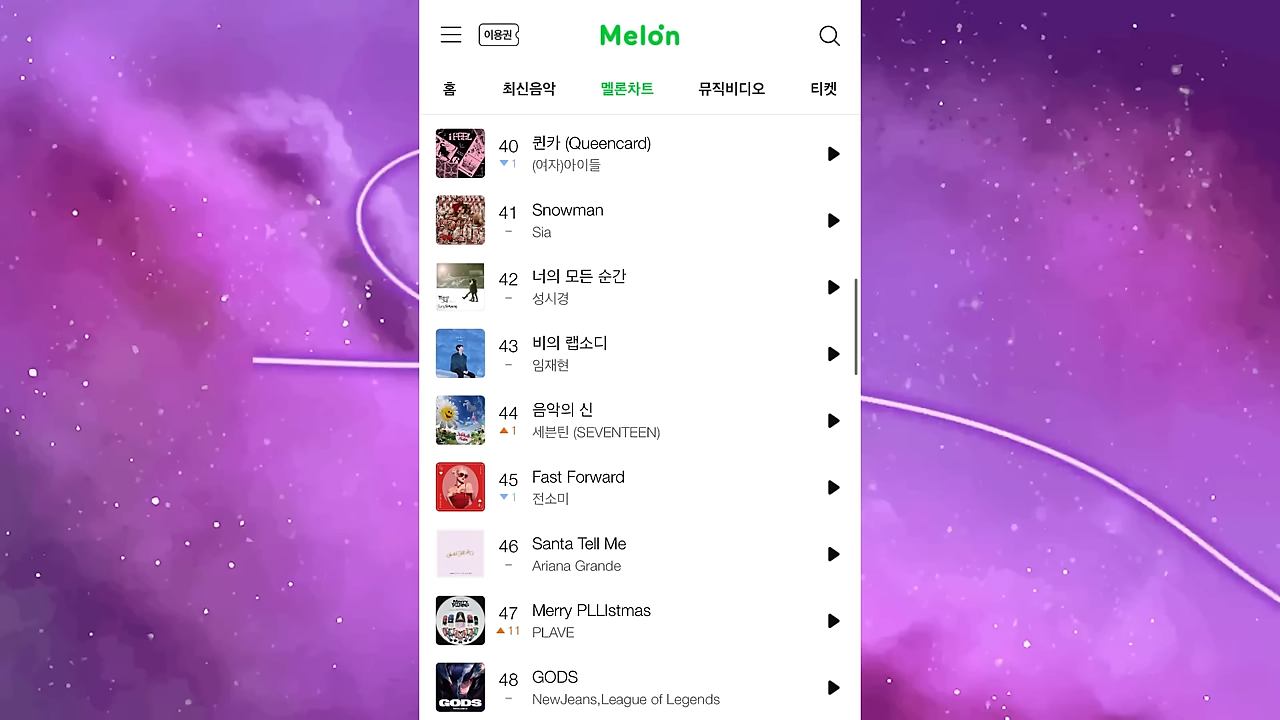 이용권
Melon
홈 최신음악 멜론차트 뮤직비디오 티켓
40 퀸카 (Queencard)
1 (여자)아이들
41 Snowman
– Sia
42 너의 모든 순간
– 성시경
43 비의 랩소디
– 임재현
44 음악의 신
1 세븐틴 (SEVENTEEN)
45 Fast Forward
1 전소미
46 Santa Tell Me
– Ariana Grande
47 Merry PLLIstmas
11 PLAVE
48 GODS
– NewJeans,League of Legends
GODS